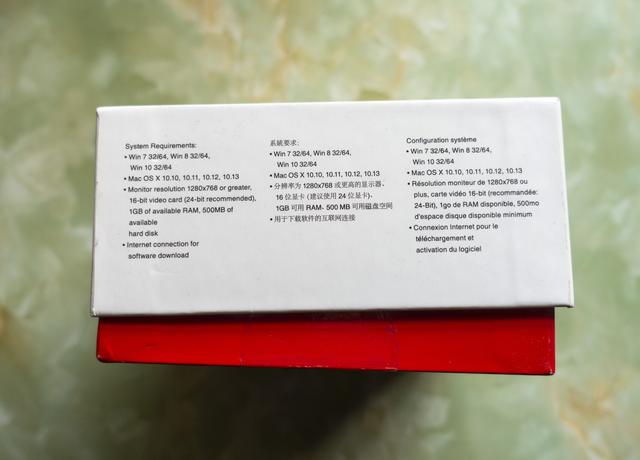 System Requirements:
• Win 7 32/64, Win 8 32/64,
Win 10 32/64
• Mac OS X 10.10, 10.11, 10.12, 10.13
• Monitor resolution 1280x768 or greater,
16-bit video card (24-bit recommended),
1GB of available RAM, 500MB of
available
hard disk
• Internet connection for
software download
系統要求:
• Win 7 32/64, Win 8 32/64,
Win 10 32/64
• Mac OS X 10.10, 10.11, 10.12, 10.13
• 分辨率为 1280x768 或更高的显示器、
16 位显卡 (建议使用 24 位显卡)、
1GB 可用 RAM、500 MB 可用磁盘空间
• 用于下载软件的互联网连接
Configuration système
• Win 7 32/64, Win 8 32/64,
Win 10 32/64
• Mac OS X 10.10, 10.11, 10.12, 10.13
• Résolution moniteur de 1280x768 ou
plus, carte vidéo 16-bit (recommandée:
24-Bit), 1go de RAM disponible, 500mo
d'espace disque disponible minimum
• Connexion Internet pour le
téléchargement et
activation du logiciel